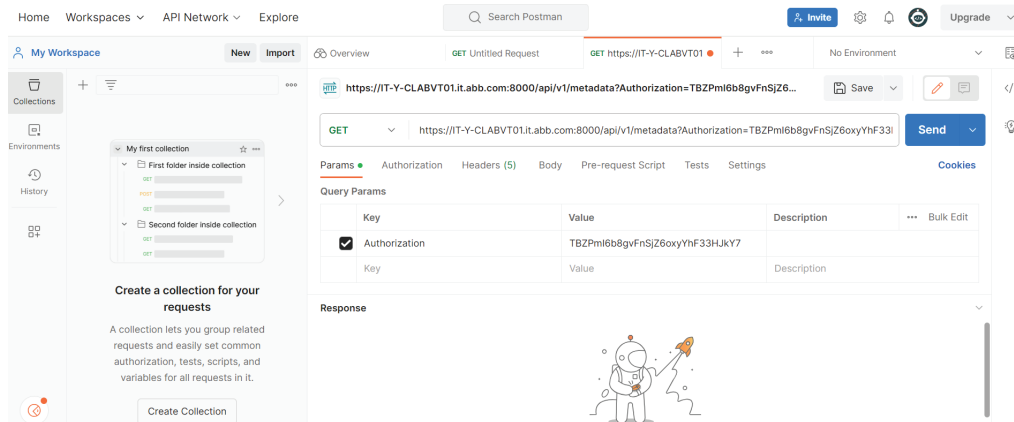 Home Workspaces API Network Explore Search Postman Invite Upgrade
My Workspace New Import Overview GET Untitled Request GET https://IT-Y-CLABVT01 No Environment
Collections
Environments
History
My first collection
First folder inside collection
GET
POST
GET
Second folder inside collection
GET
GET
Create a collection for your
requests
A collection lets you group related
requests and easily set common
authorization, tests, scripts, and
variables for all requests in it.
Create Collection
HTTP https://IT-Y-CLABVT01.it.abb.com:8000/api/v1/metadata?Authorization=TBZPmI6b8gvFnSjZ6... Save
GET https://IT-Y-CLABVT01.it.abb.com:8000/api/v1/metadata?Authorization=TBZPmI6b8gvFnSjZ6oxyYhF33 Send
Params Authorization Headers (5) Body Pre-request Script Tests Settings Cookies
Query Params
Key Value Description Bulk Edit
Authorization TBZPmI6b8gvFnSjZ6oxyYhF33HJkY7
Key Value Description
Response